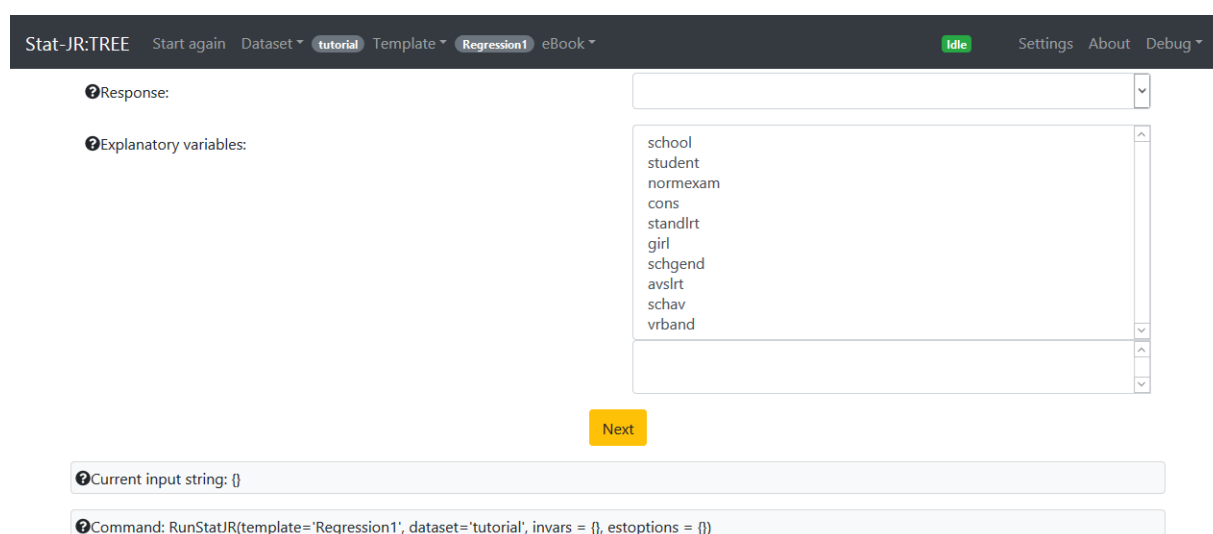 Stat-JR:TREE Start again Dataset tutorial Template Regression1 eBook Idle Settings About Debug
Response:
Explanatory variables:
school
student
normexam
cons
standlrt
girl
schgend
avslrt
schav
vrband
Next
Current input string: {}
Command: RunStatJR(template='Regression1', dataset='tutorial', invars = {}, estoptions = {})